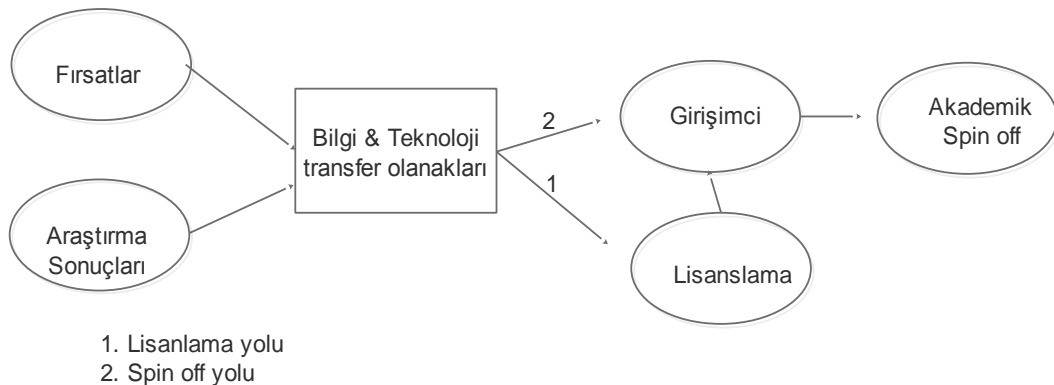 Fırsatlar
Araştırma
Sonuçları
Bilgi & Teknoloji
transfer olanakları
2
1
Girişimci
Lisanslama
Akademik
Spin off
1. Lisanlama yolu
2. Spin off yolu